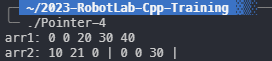 ~/2023-RobotLab-Cpp-Training
./Pointer-4
arr1: 0 0 20 30 40
arr2: 10 21 0 | 0 0 30 |